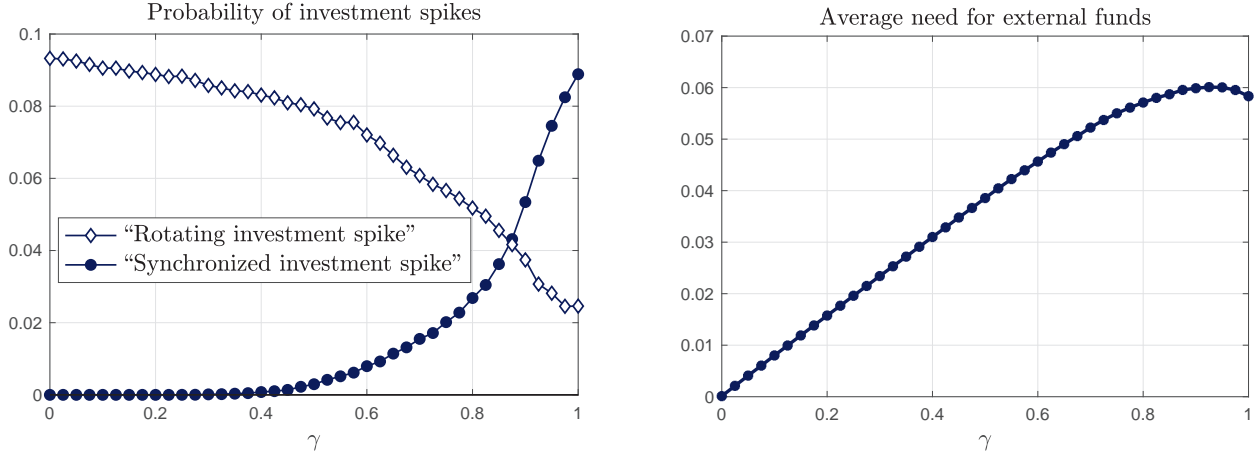 Probability of investment spikes
0.1
0.08
0.06
0.04
0.02
0
"Rotating investment spike"
"Synchronized investment spike"
0 0.2 0.4 0.6 0.8 1
γ
Average need for external funds
0.07
0.06
0.05
0.04
0.03
0.02
0.01
0
0 0.2 0.4 0.6 0.8 1
γ